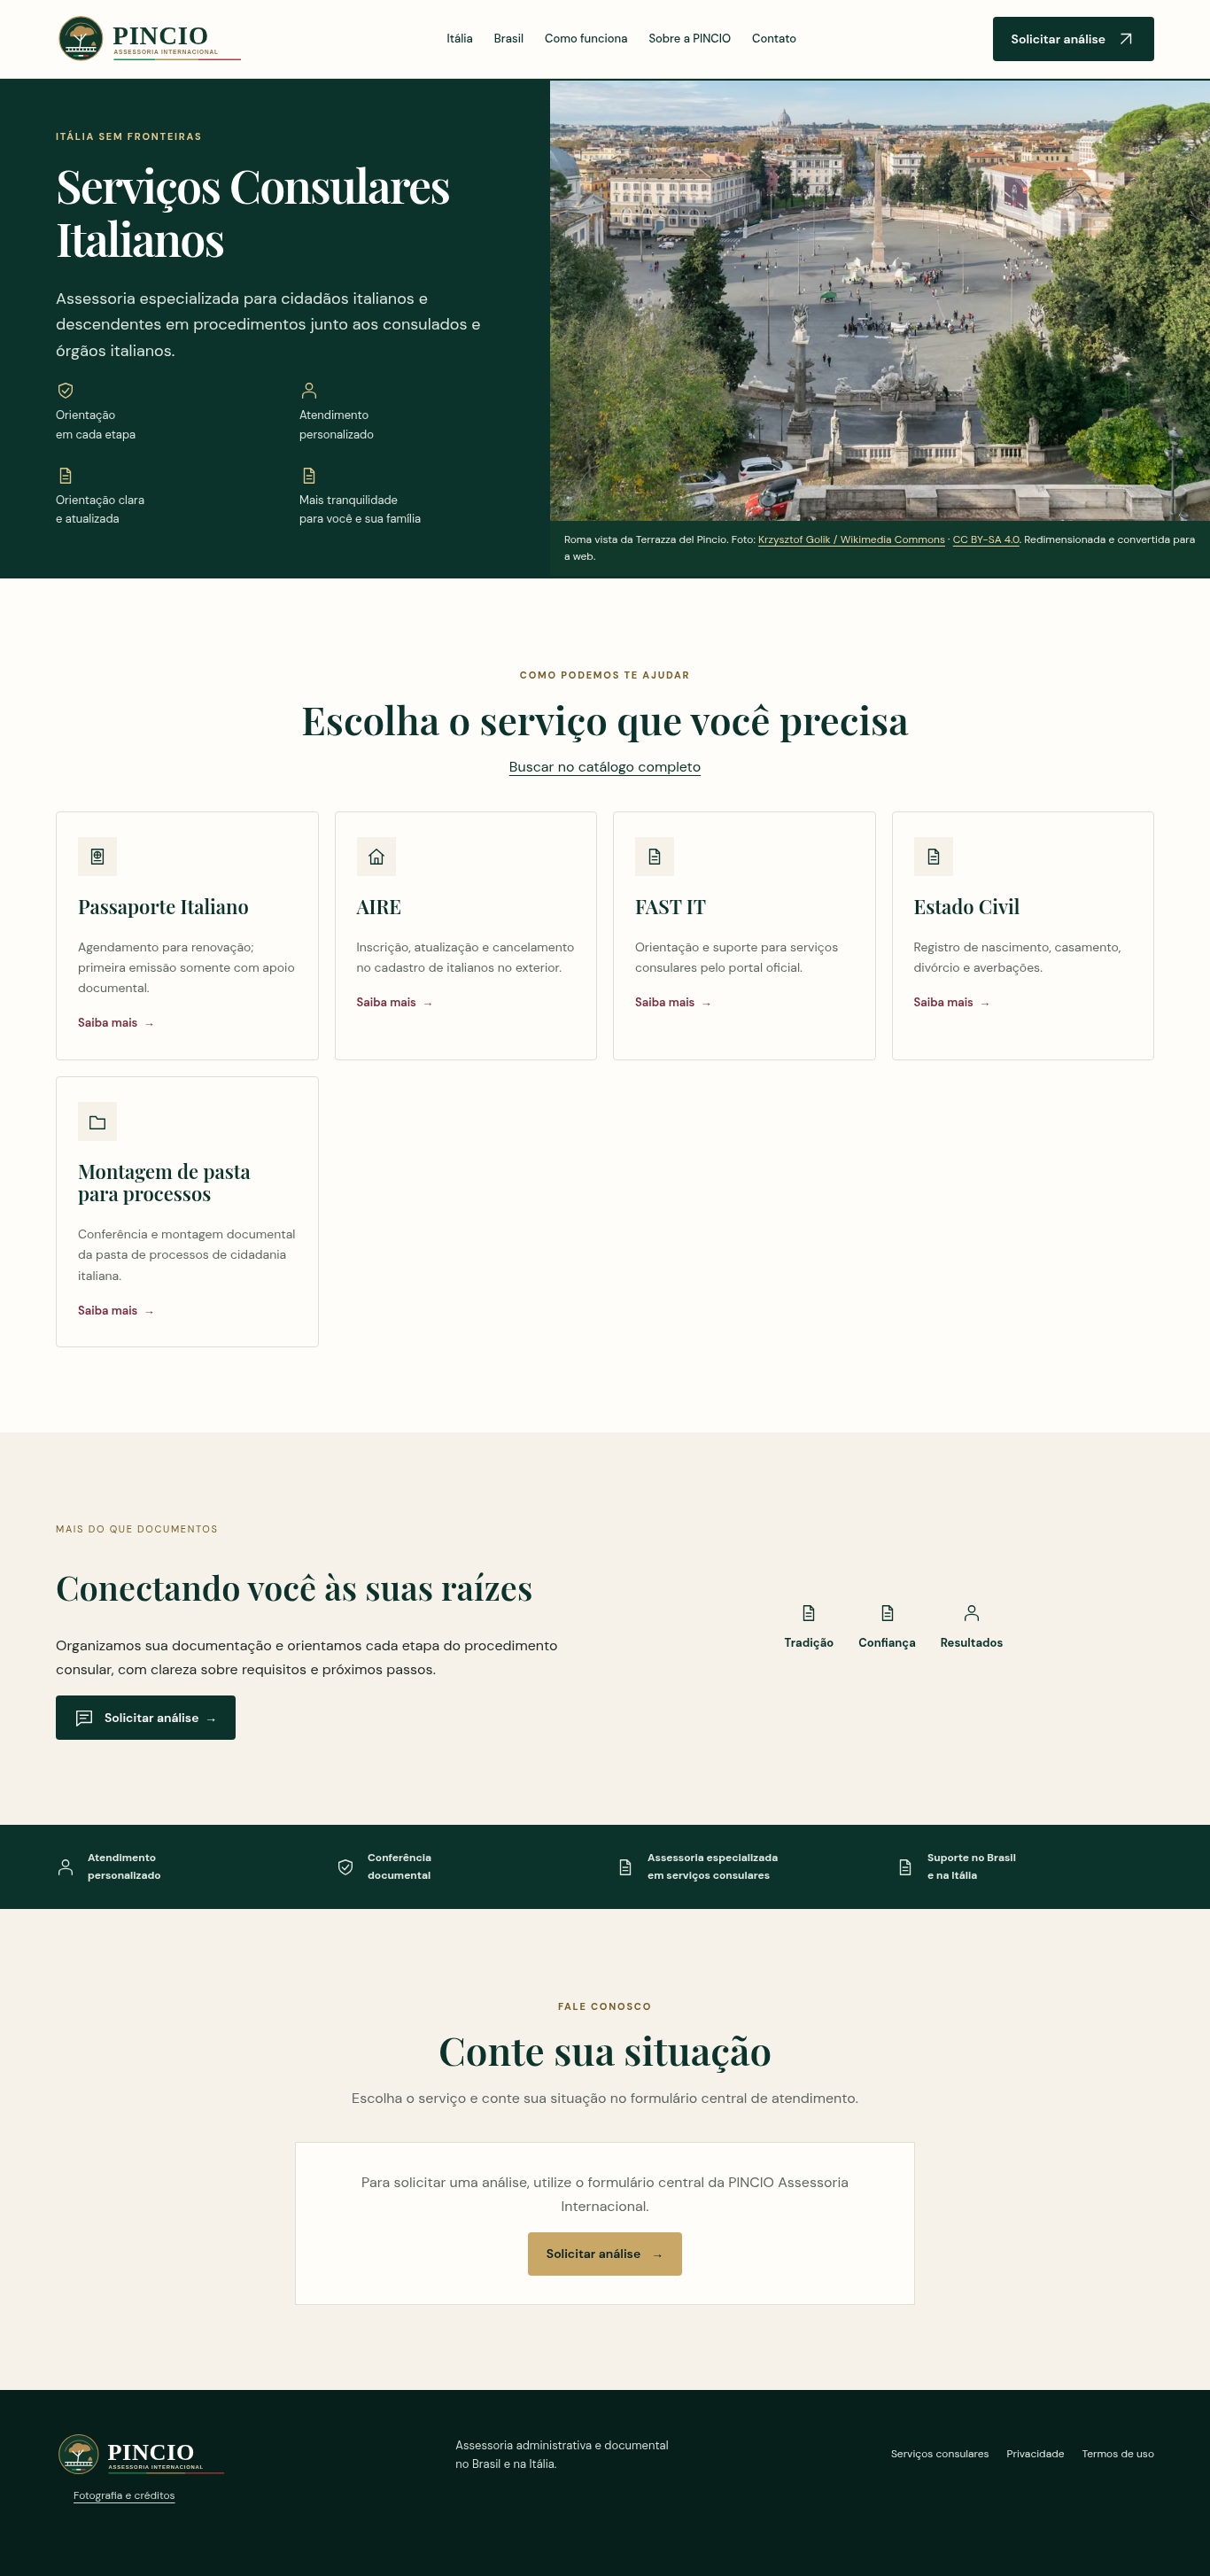 PINCIO
ASSESSORIA INTERNACIONAL
Itália
Brasil
Como funciona
Sobre a PINCIO
Contato
Solicitar análise
ITÁLIA SEM FRONTEIRAS
Serviços Consulares
Italianos
Assessoria especializada para cidadãos italianos e
descendentes em procedimentos junto aos consulados e
órgãos italianos.
Orientação
em cada etapa
Atendimento
personalizado
Orientação clara
e atualizada
Mais tranquilidade
para você e sua família
Roma vista da Terrazza del Pincio. Foto: Krzysztof Golik / Wikimedia Commons · CC BY-SA 4.0. Redimensionada e convertida para
a web.
COMO PODEMOS TE AJUDAR
Escolha o serviço que você precisa
Buscar no catálogo completo
Passaporte Italiano
Agendamento para renovação;
primeira emissão somente com apoio
documental.
Saiba mais →
AIRE
Inscrição, atualização e cancelamento
no cadastro de italianos no exterior.
Saiba mais →
FAST IT
Orientação e suporte para serviços
consulares pelo portal oficial.
Saiba mais →
Estado Civil
Registro de nascimento, casamento,
divórcio e averbações.
Saiba mais →
Montagem de pasta
para processos
Conferência e montagem documental
da pasta de processos de cidadania
italiana.
Saiba mais →
MAIS DO QUE DOCUMENTOS
Conectando você às suas raízes
Organizamos sua documentação e orientamos cada etapa do procedimento
consular, com clareza sobre requisitos e próximos passos.
Solicitar análise →
Tradição
Confiança
Resultados
Atendimento
personalizado
Conferência
documental
Assessoria especializada
em serviços consulares
Suporte no Brasil
e na Itália
FALE CONOSCO
Conte sua situação
Escolha o serviço e conte sua situação no formulário central de atendimento.
Para solicitar uma análise, utilize o formulário central da PINCIO Assessoria
Internacional.
Solicitar análise →
PINCIO
ASSESSORIA INTERNACIONAL
Fotografia e créditos
Assessoria administrativa e documental
no Brasil e na Itália.
Serviços consulares
Privacidade
Termos de uso